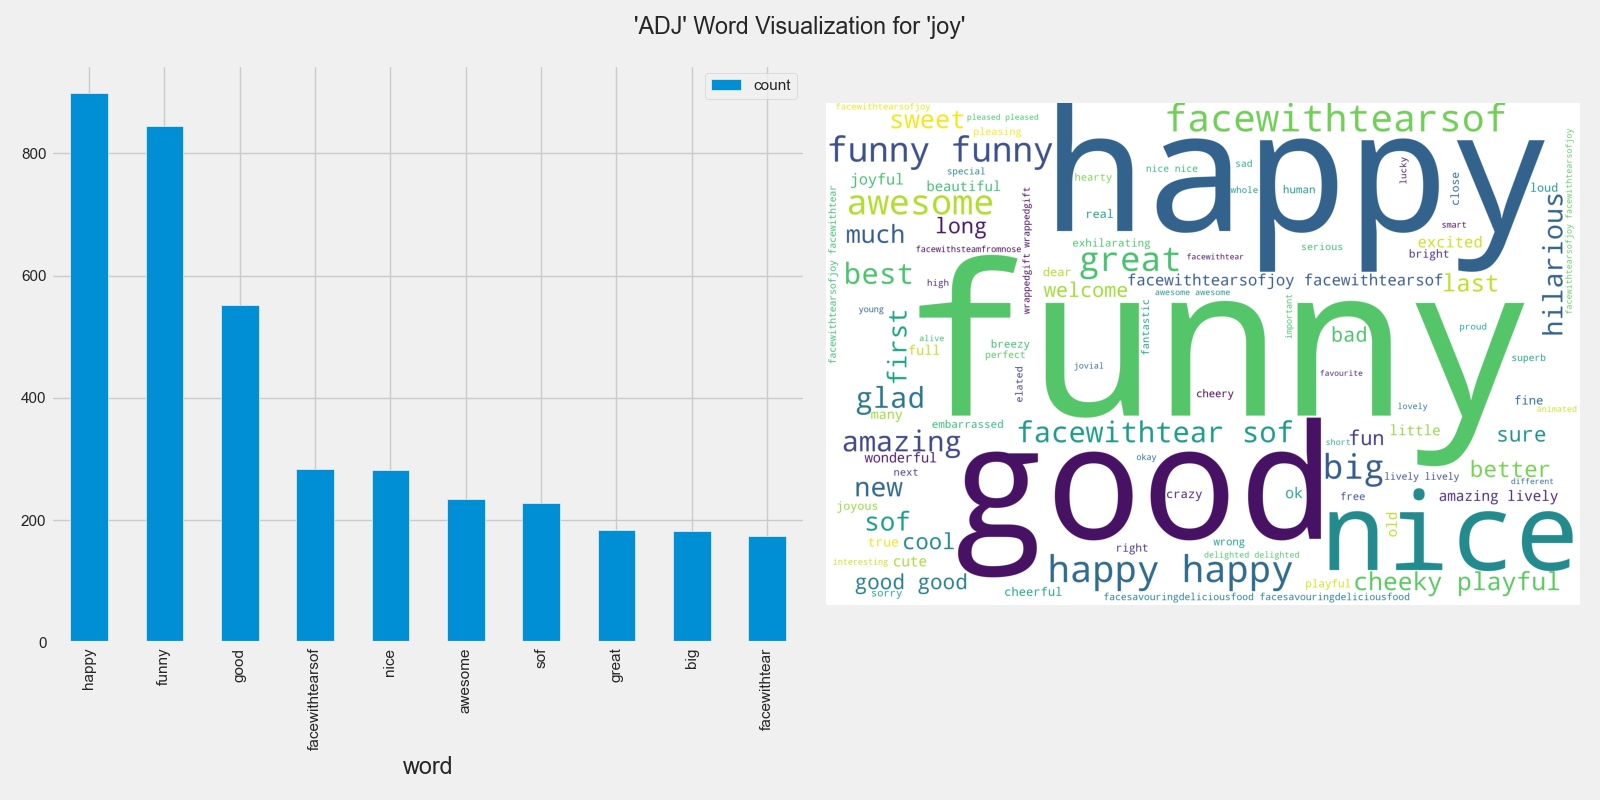 'ADJ' Word Visualization for 'joy'
count
800
600
400
200
0
happy
funny
good
facewithtearsof
nice
awesome
sof
great
big
facewithtear
word
facewithtearsofjoy
sweet
pleased pleased
pleasing
facewithtearsof
happy
funny funny
special
joyful
beautiful
awesome
much
long
facewithsteamfromnose
best
high
wrappedgift wrappedgift
facewithtearsofjoy facewithtear
nice nice
sad
hearty
whole
human
lucky
close
loud
real
smart
exhilarating
serious
excited
bright
great
facewithtear
dear
facewithtearsofjoy facewithtearsof
last
welcome
awesome awesome
hilarious
facewithtearsofjoy facewithtearsofjoy
young
first
alive
full
breezy
perfect
funny
fantastic
important
bad
proud
superb
jovial
favourite
elated
cheery
glad
many
embarrassed
lovely
fine
animated
amazing
facewithtear sof
short
fun
little
sure
wonderful
next
good
okay
big
lively lively
better
different
new
crazy
ok
free
amazing lively
joyous
sof
nice
old
true
cool
right
wrong
delighted delighted
interesting
cute
happy happy
playful
cheeky playful
good good
sorry
cheerful
facesavouringdeliciousfood facesavouringdeliciousfood